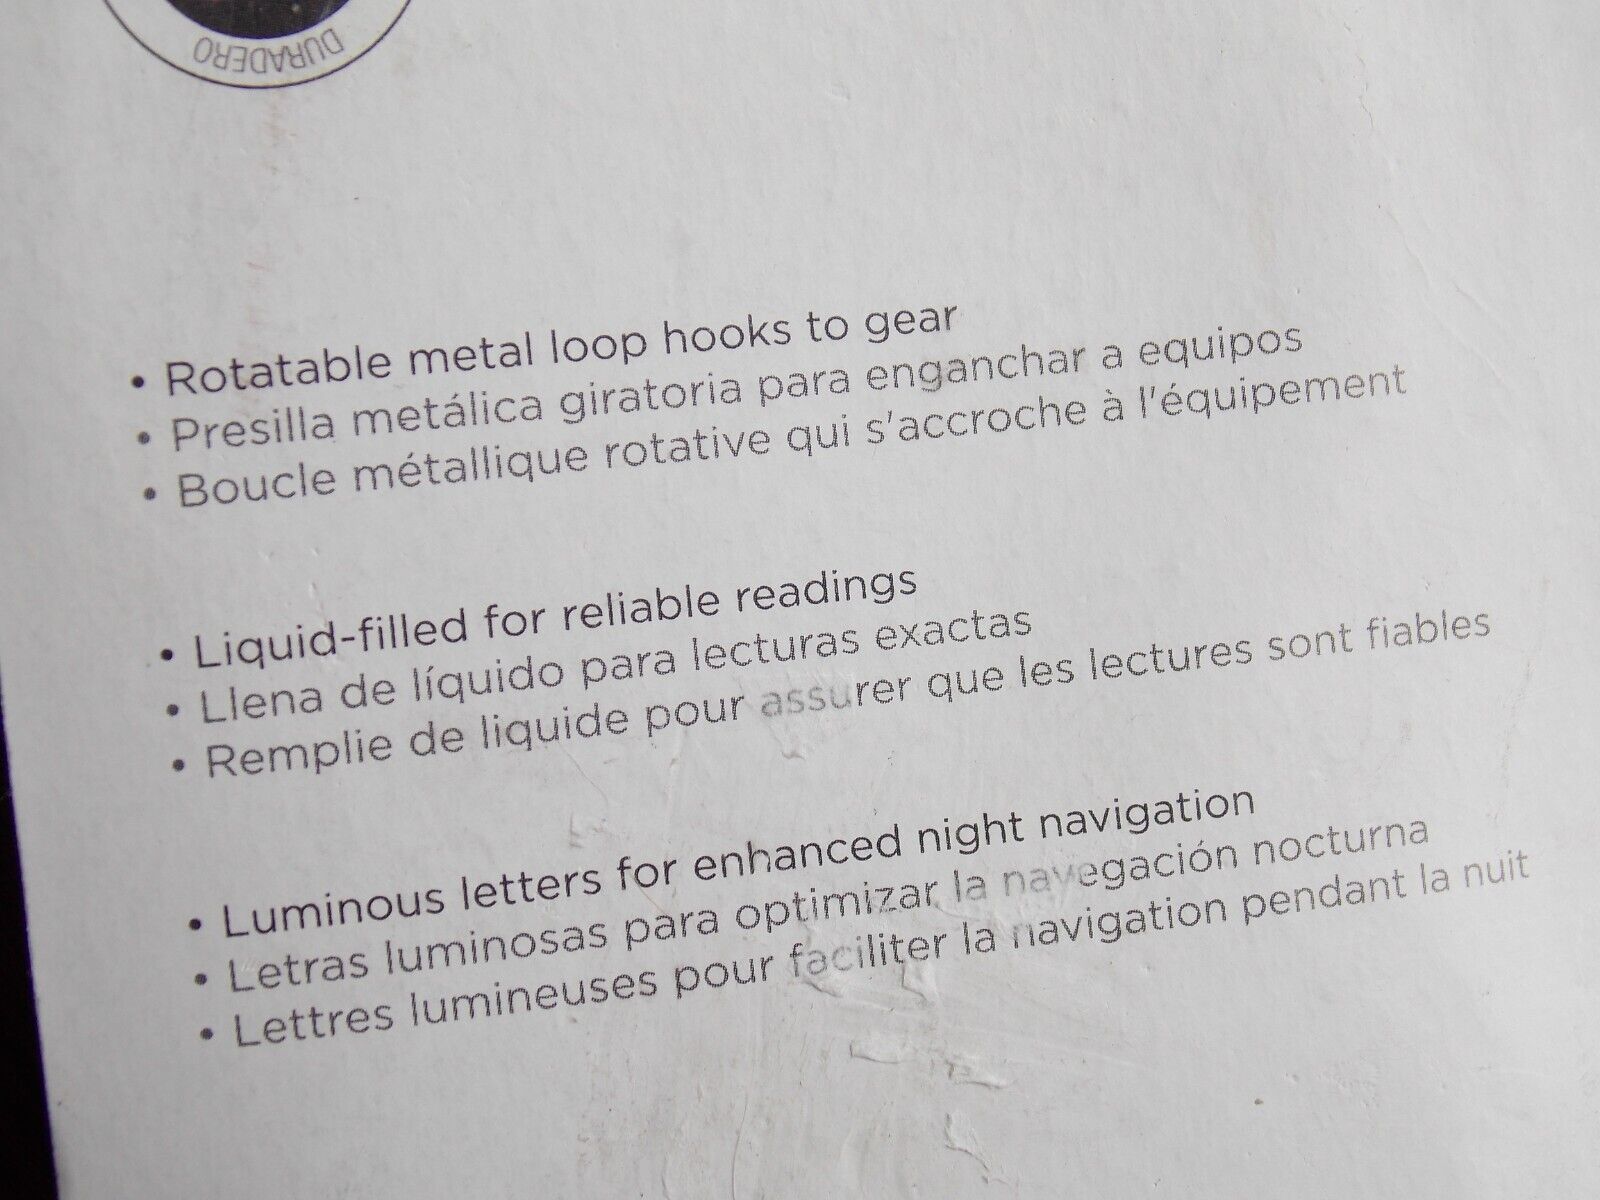 DURADERO
• Rotatable metal loop hooks to gear
• Presilla metálica giratoria para enganchar a equipos
• Boucle métallique rotative qui s'accroche à l'équipement
• Liquid-filled for reliable readings
• Llena de líquido para lecturas exactas
• Remplie de liquide pour assurer que les lectures sont fiables
• Luminous letters for enhanced night navigation
• Letras luminosas para optimizar la navegación nocturna
• Lettres lumineuses pour faciliter la navigation pendant la nuit